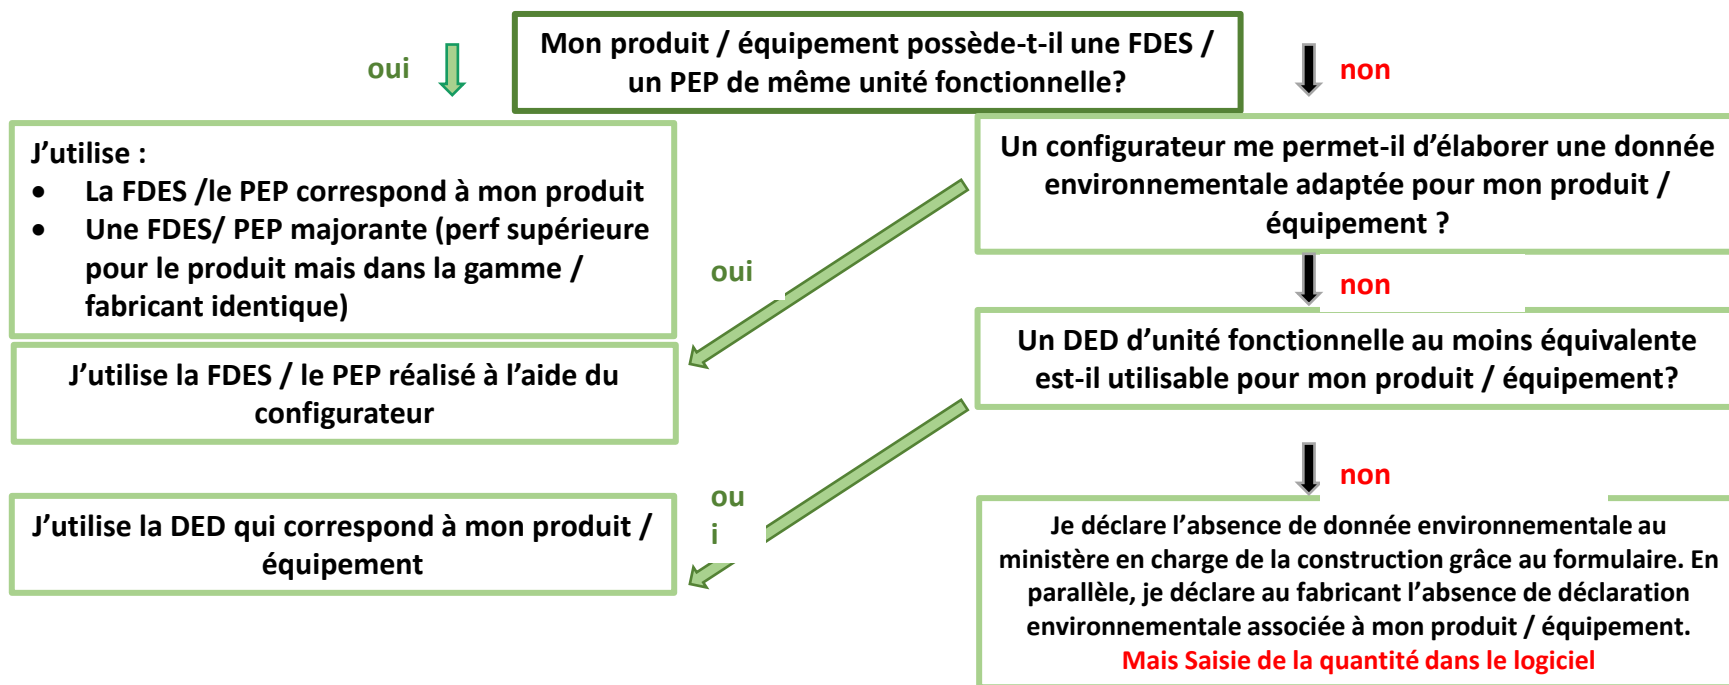 Mon produit / équipement possède-t-il une FDES /
un PEP de même unité fonctionnelle?
oui
non
J’utilise :
• La FDES /le PEP correspond à mon produit
• Une FDES/ PEP majorante (perf supérieure
pour le produit mais dans la gamme /
fabricant identique)
Un configurateur me permet-il d’élaborer une donnée
environnementale adaptée pour mon produit /
équipement ?
oui
non
J’utilise la FDES / le PEP réalisé à l’aide du
configurateur
Un DED d’unité fonctionnelle au moins équivalente
est-il utilisable pour mon produit / équipement?
ou
i
non
J’utilise la DED qui correspond à mon produit /
équipement
Je déclare l’absence de donnée environnementale au
ministère en charge de la construction grâce au formulaire. En
parallèle, je déclare au fabricant l’absence de déclaration
environnementale associée à mon produit / équipement.
Mais Saisie de la quantité dans le logiciel